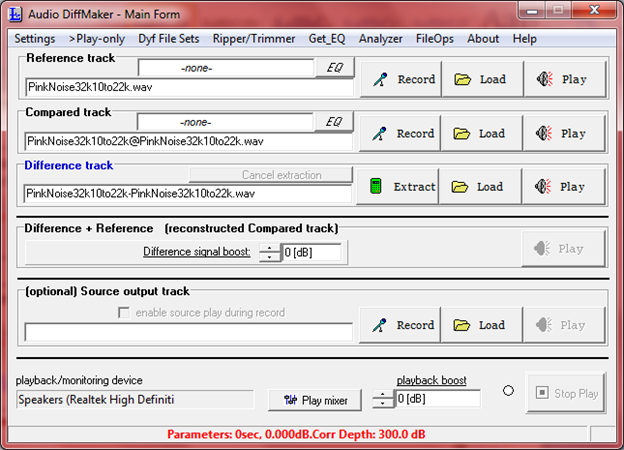 Audio DiffMaker - Main Form
Settings >Play-only Dyf File Sets Ripper/Trimmer Get_EQ Analyzer FileOps About Help
Reference track
-none- EQ Record Load Play
PinkNoise32k10to22k.wav
Compared track
-none- EQ Record Load Play
PinkNoise32k10to22k@PinkNoise32k10to22k.wav
Difference track
Cancel extraction
Extract Load Play
PinkNoise32k10to22k-PinkNoise32k10to22k.wav
Difference + Reference (reconstructed Compared track)
Difference signal boost: 0 [dB] Play
(optional) Source output track
enable source play during record
Record Load Play
playback/monitoring device playback boost
Speakers (Realtek High Definiti Play mixer 0 [dB] Stop Play
Parameters: 0sec, 0.000dB.Corr Depth: 300.0 dB